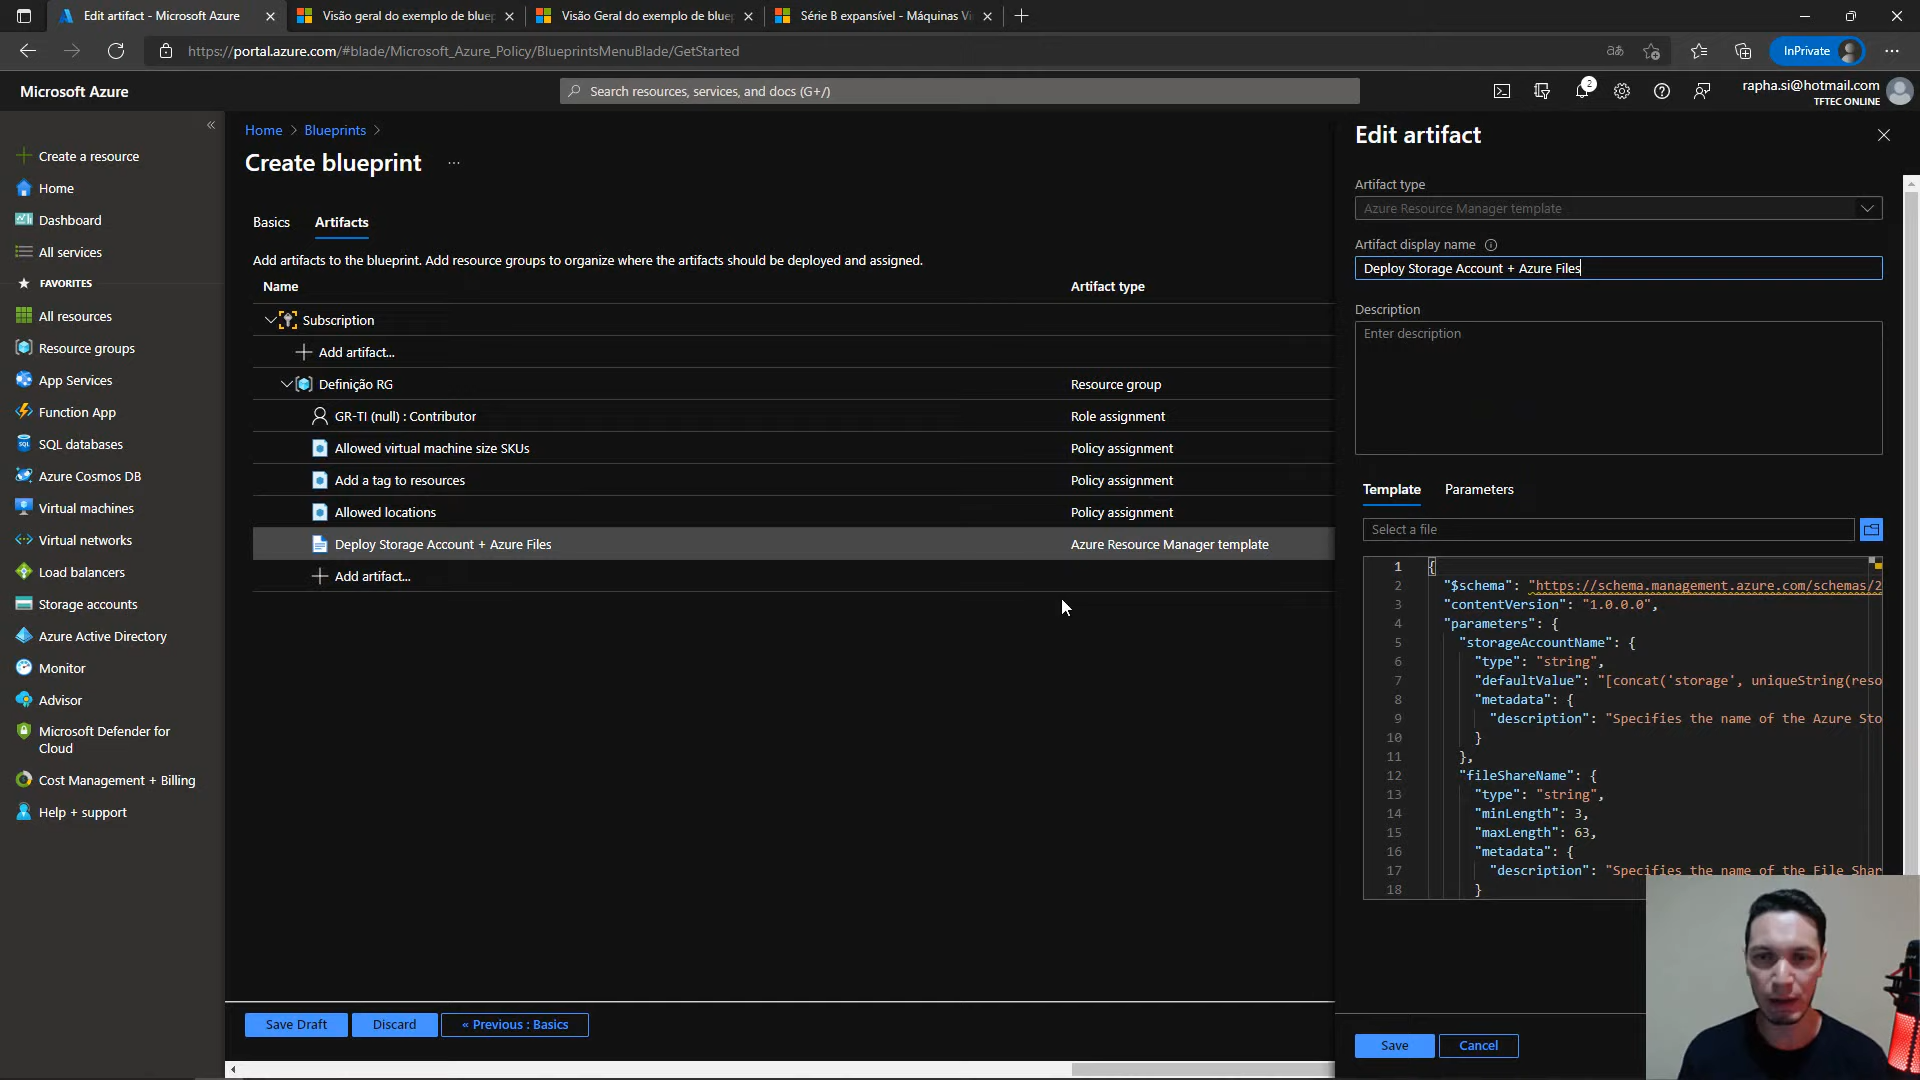 Edit artifact - Microsoft Azure
Visão geral do exemplo de bluep
Visão Geral do exemplo de bluep
Série B expansível - Máquinas Vi
https://portal.azure.com/#blade/Microsoft_Azure_Policy/BlueprintsMenuBlade/GetStarted
InPrivate
Microsoft Azure
Search resources, services, and docs (G+/)
2
rapha.si@hotmail.com
TFTEC ONLINE
Create a resource
Home
Dashboard
All services
FAVORITES
All resources
Resource groups
App Services
Function App
SQL databases
Azure Cosmos DB
Virtual machines
Virtual networks
Load balancers
Storage accounts
Azure Active Directory
Monitor
Advisor
Microsoft Defender for
Cloud
Cost Management + Billing
Help + support
Home > Blueprints >
Create blueprint
...
Basics
Artifacts
Add artifacts to the blueprint. Add resource groups to organize where the artifacts should be deployed and assigned.
Name
Artifact type
Subscription
Add artifact...
Definição RG
Resource group
GR-TI (null) : Contributor
Role assignment
Allowed virtual machine size SKUs
Policy assignment
Add a tag to resources
Policy assignment
Allowed locations
Policy assignment
Deploy Storage Account + Azure Files
Azure Resource Manager template
Add artifact...
Save Draft
Discard
« Previous : Basics
Edit artifact
Artifact type
Azure Resource Manager template
Artifact display name
Deploy Storage Account + Azure Files
Description
Enter description
Template
Parameters
Select a file
1 {
2 "$schema": "https://schema.management.azure.com/schemas/2
3 "contentVersion": "1.0.0.0",
4 "parameters": {
5 "storageAccountName": {
6 "type": "string",
7 "defaultValue": "[concat('storage', uniqueString(reso
8 "metadata": {
9 "description": "Specifies the name of the Azure Sto
10 }
11 },
12 "fileShareName": {
13 "type": "string",
14 "minLength": 3,
15 "maxLength": 63,
16 "metadata": {
17 "description": "Specifies the name of the File Shar
18 }
Save
Cancel